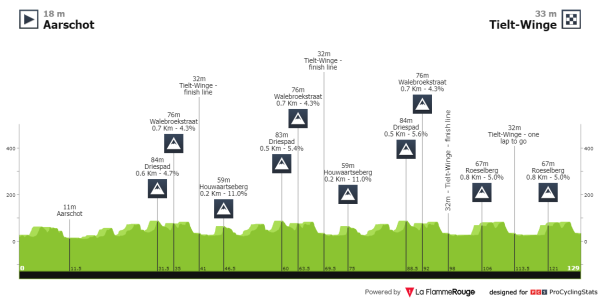 18 m
Aarschot
33 m
Tielt-Winge
32m
Tielt-Winge -
finish line
32m
Tielt-Winge -
finish line
76m
Walebroekstraat
0.7 Km - 4.3%
76m
Walebroekstraat
0.7 Km - 4.3%
76m
Walebroekstraat
0.7 Km - 4.3%
84m
Driespad
0.6 Km - 4.7%
83m
Driespad
0.5 Km - 5.4%
84m
Driespad
0.5 Km - 5.6%
32m - Tielt-Winge - finish line
32m
Tielt-Winge - one
lap to go
59m
Houwaartseberg
0.2 Km - 11.0%
59m
Houwaartseberg
0.2 Km - 11.0%
67m
Roeselberg
0.8 Km - 5.0%
67m
Roeselberg
0.8 Km - 5.0%
11m
Aarschot
400
200
0
400
200
0
0 11.5 31.5 35 41 46.5 60 63.5 69.5 75 88.5 92 98 106 113.5 121 129
Powered by La FlammeRouge designed for PCS ProCyclingStats